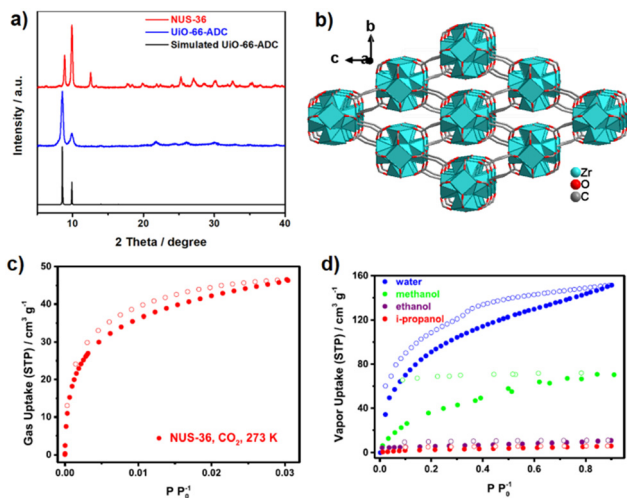 a)
NUS-36
UiO-66-ADC
Simulated UiO-66-ADC
Intensity / a.u.
10 20 30 40
2 Theta / degree
b)
b
c
a
Zr
O
C
c)
50
40
30
20
10
0
Gas Uptake (STP) / cm³ g⁻¹
NUS-36, CO₂, 273 K
0.00 0.01 0.02 0.03
P P₀⁻¹
d)
160
120
80
40
0
Vapor Uptake (STP) / cm³ g⁻¹
water
methanol
ethanol
i-propanol
0.0 0.2 0.4 0.6 0.8
P P₀⁻¹